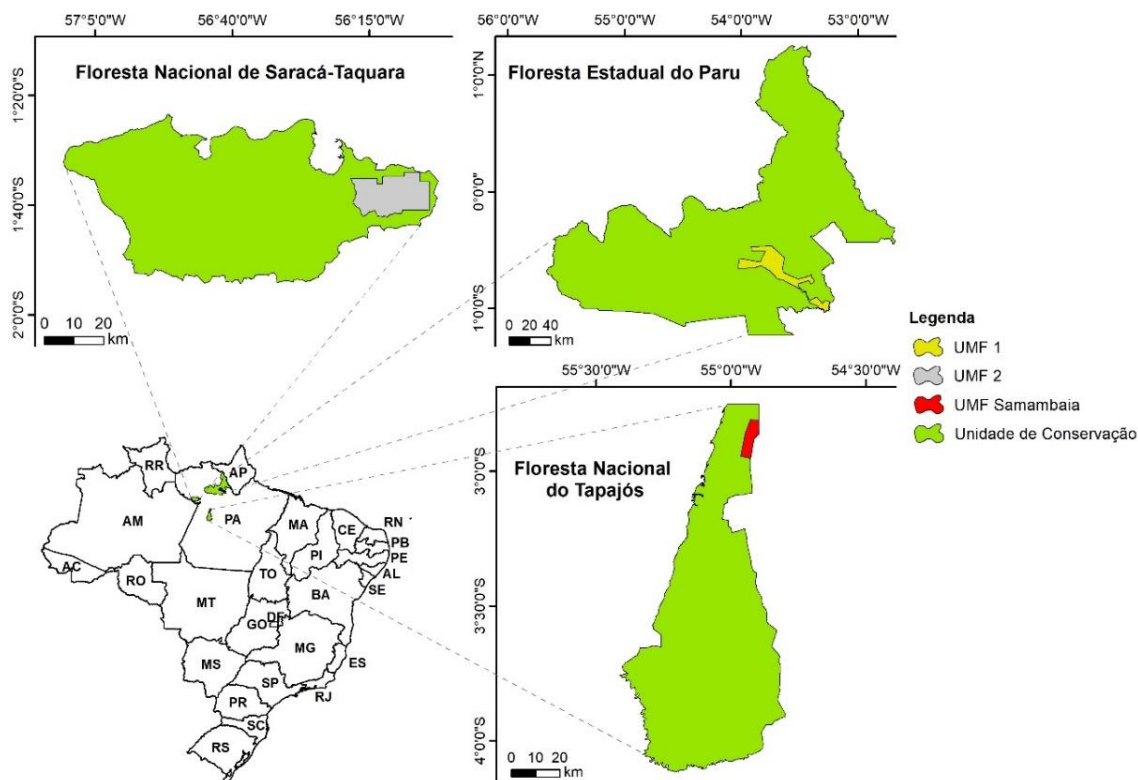 57°5'0"W 56°40'0"W 56°15'0"W
Floresta Nacional de Saracá-Taquara
1°20'0"S
1°40'0"S
2°0'0"S
0 10 20
km
56°0'0"W 55°0'0"W 54°0'0"W 53°0'0"W
Floresta Estadual do Paru
1°0'0"N
0°0'0"
1°0'0"S
0 20 40
km
Legenda
UMF 1
UMF 2
UMF Samambaia
Unidade de Conservação
55°30'0"W 55°0'0"W 54°30'0"W
Floresta Nacional
do Tapajós
3°0'0"S
3°30'0"S
4°0'0"S
0 10 20
km
RR
AP
AM
PA
MA
CE
RN
PB
PE
AL
SE
PI
AC
RO
TO
BA
MT
DF
GO
MG
ES
MS
SP
RJ
PR
SC
RS